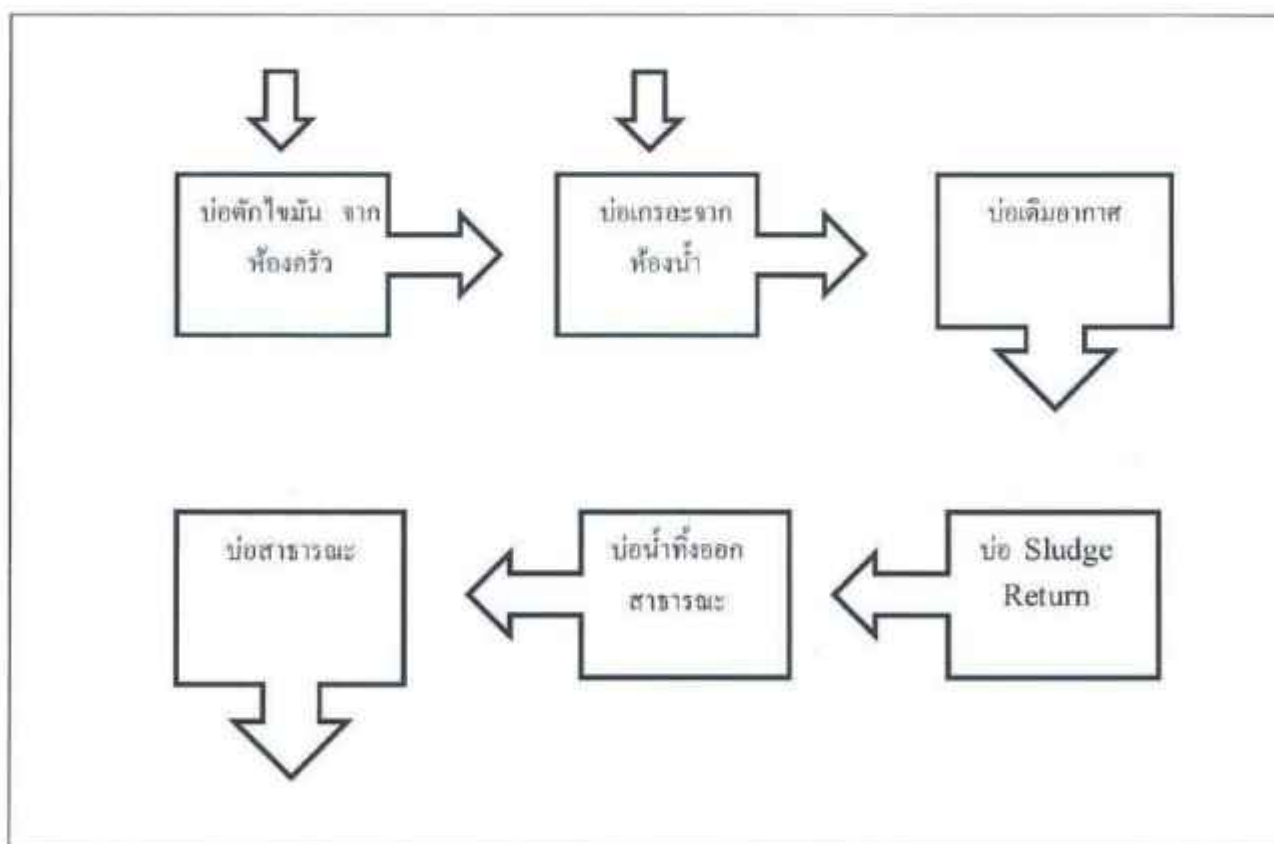 บ่อดักไขมัน จาก
ห้องครัว
บ่อเกรอะจาก
ห้องน้ำ
บ่อเติมอากาศ
บ่อสาธารณะ
บ่อน้ำทิ้งออก
สาธารณะ
บ่อ Sludge
Return